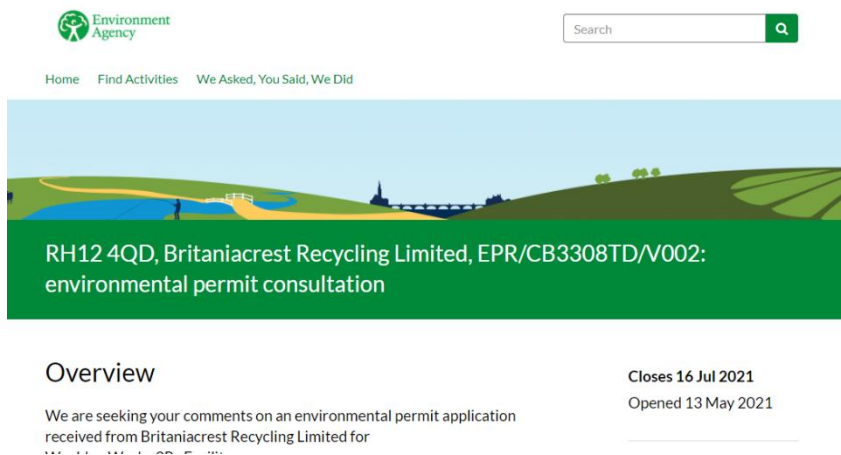 Environment
Agency
Search
Home Find Activities We Asked, You Said, We Did
RH12 4QD, Britaniacrest Recycling Limited, EPR/CB3308TD/V002:
environmental permit consultation
Overview
We are seeking your comments on an environmental permit application
received from Britaniacrest Recycling Limited for
Closes 16 Jul 2021
Opened 13 May 2021